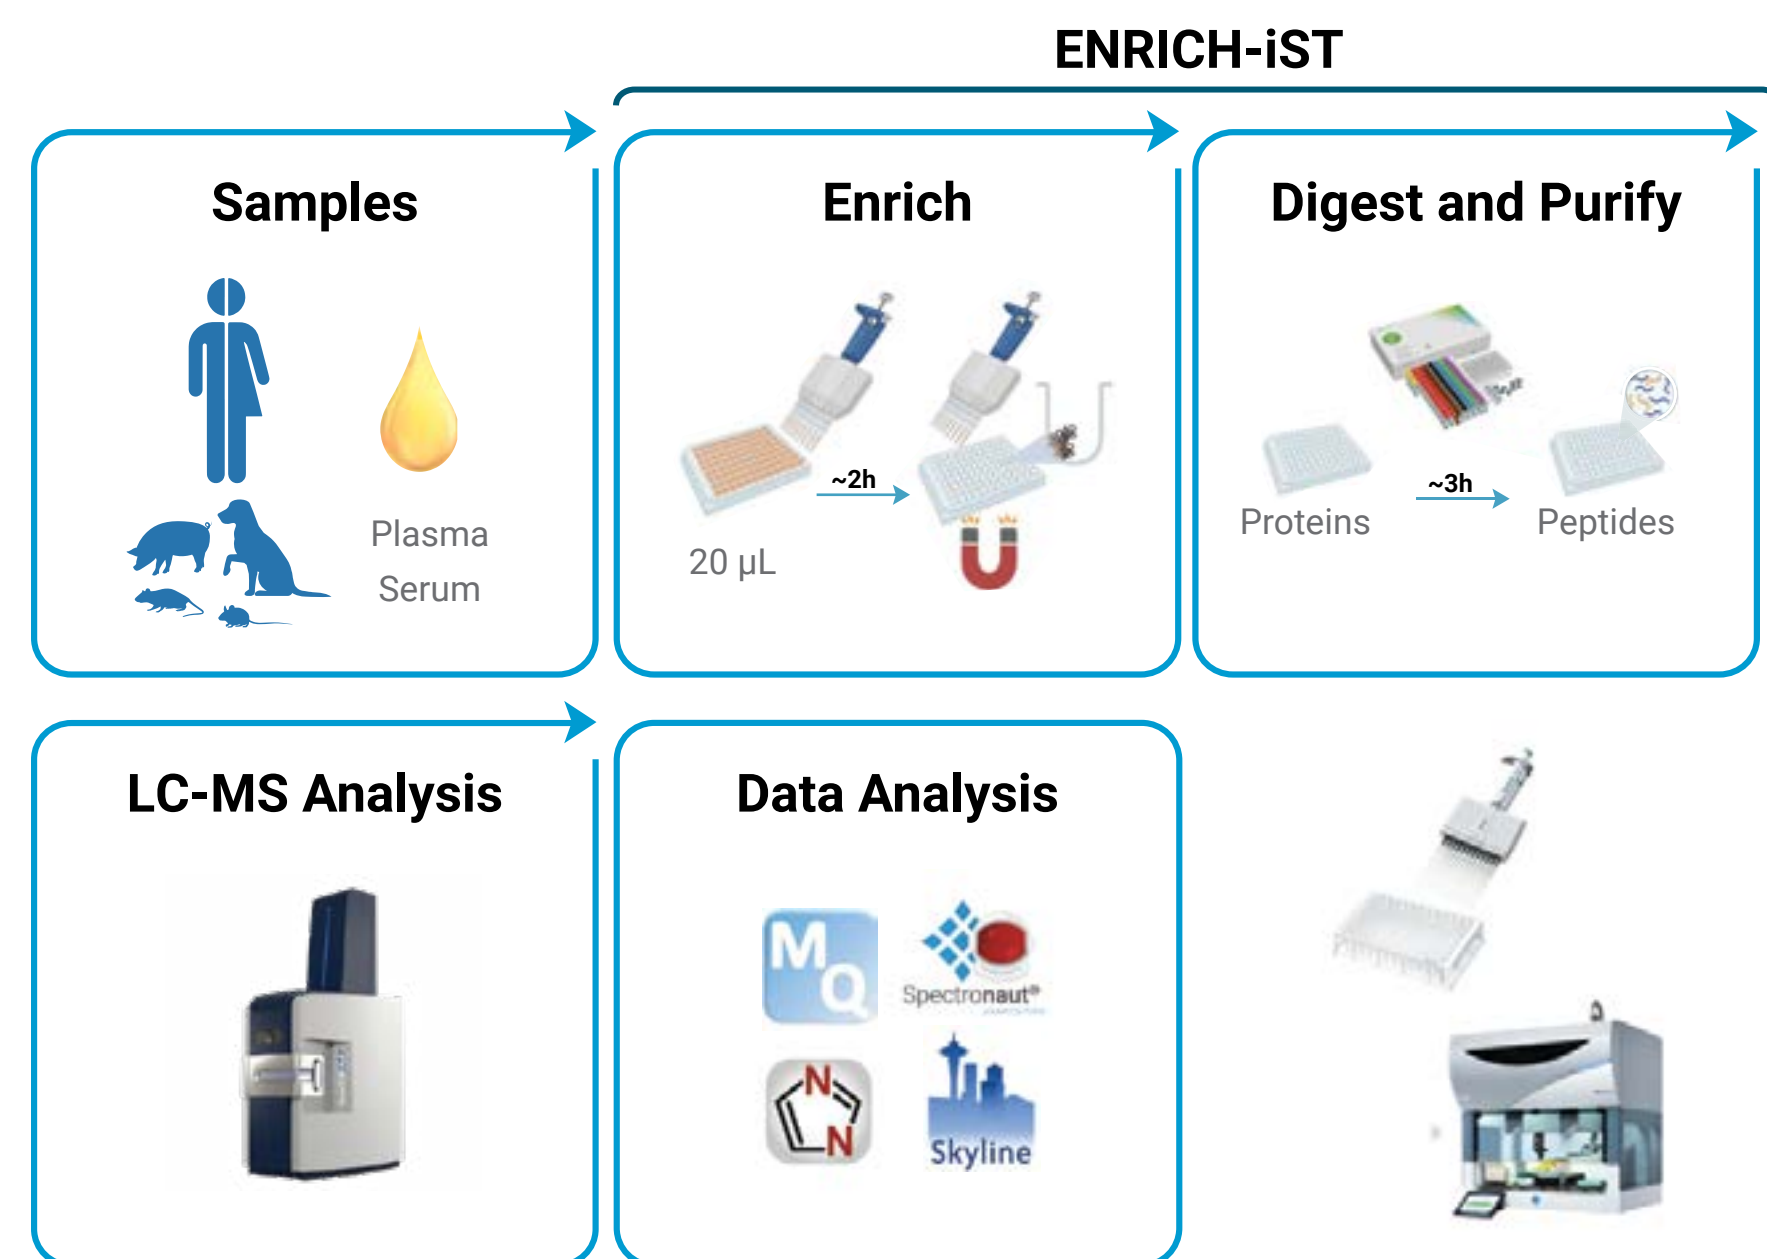 ENRICH-iST
Samples
Plasma
Serum
Enrich
~2h
20 µL
Digest and Purify
~3h
Proteins
Peptides
LC-MS Analysis
Data Analysis
MQ
Spectronaut®
N
N
Skyline